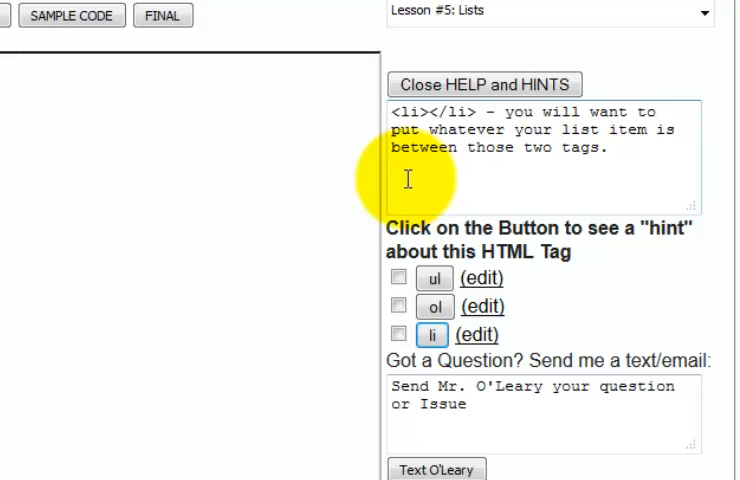 SAMPLE CODE FINAL Lesson #5: Lists
Close HELP and HINTS
<li></li> - you will want to
put whatever your list item is
between those two tags.
Click on the Button to see a "hint"
about this HTML Tag
ul (edit)
ol (edit)
li (edit)
Got a Question? Send me a text/email:
Send Mr. O'Leary your question
or Issue
Text O'Leary